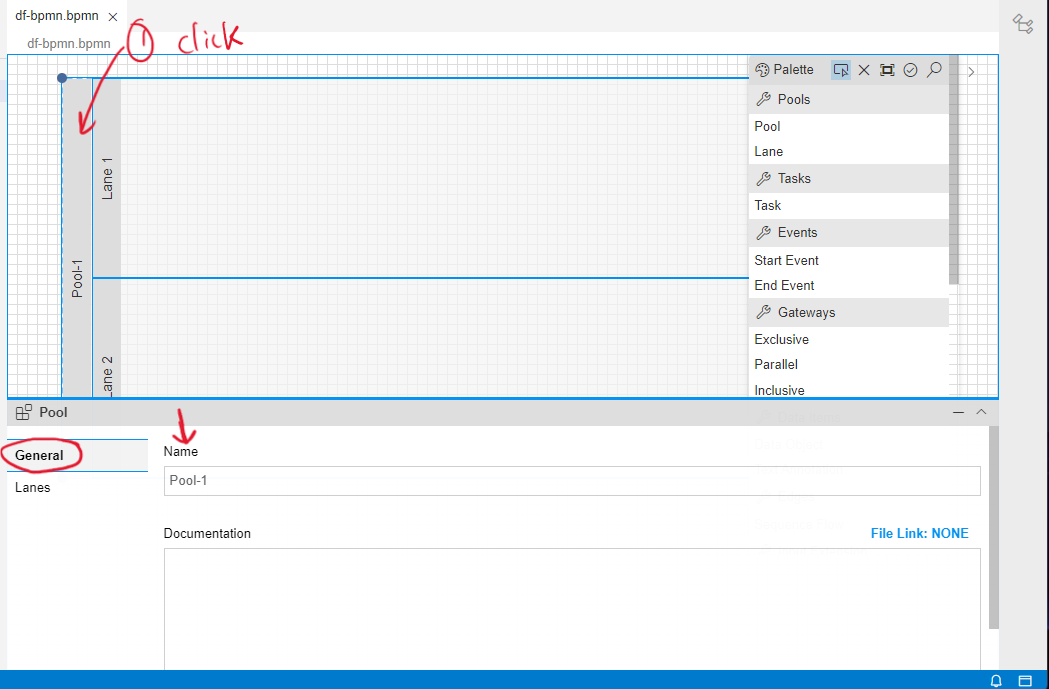 df-bpmn.bpmn
df-bpmn.bpmn
① click
Palette
Pools
Pool
Lane
Tasks
Task
Events
Start Event
End Event
Gateways
Exclusive
Parallel
Inclusive
Pool-1
Lane 1
Lane 2
Pool
General
Lanes
Name
Pool-1
Documentation
File Link: NONE